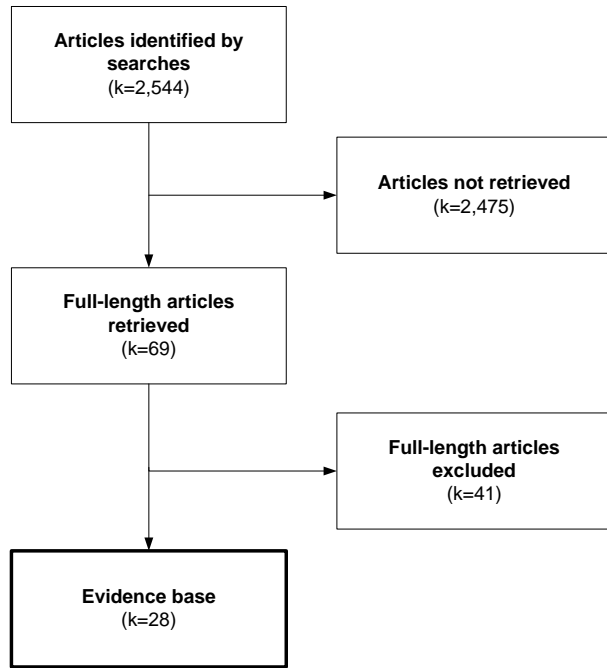 Articles identified by
searches
(k=2,544)
Articles not retrieved
(k=2,475)
Full-length articles
retrieved
(k=69)
Full-length articles
excluded
(k=41)
Evidence base
(k=28)